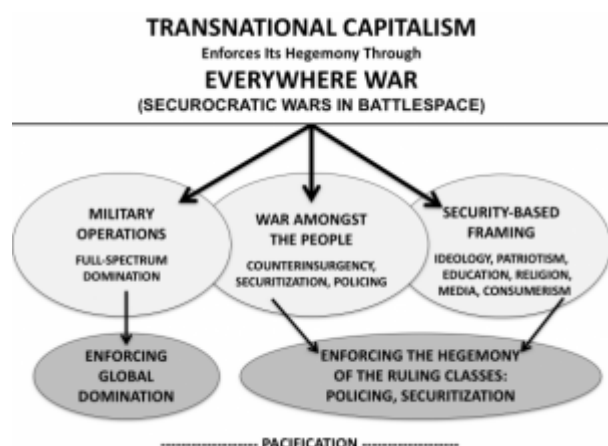 TRANSNATIONAL CAPITALISM
Enforces Its Hegemony Through
EVERYWHERE WAR
(SECUROCRATIC WARS IN BATTLESPACE)
MILITARY
OPERATIONS
FULL-SPECTRUM
DOMINATION
WAR AMONGST
THE PEOPLE
COUNTERINSURGENCY,
SECURITIZATION, POLICING
SECURITY-BASED
FRAMING
IDEOLOGY, PATRIOTISM,
EDUCATION, RELIGION,
MEDIA, CONSUMERISM
ENFORCING
GLOBAL
DOMINATION
ENFORCING THE HEGEMONY
OF THE RULING CLASSES:
POLICING, SECURITIZATION
------------------- PACIFICATION -------------------